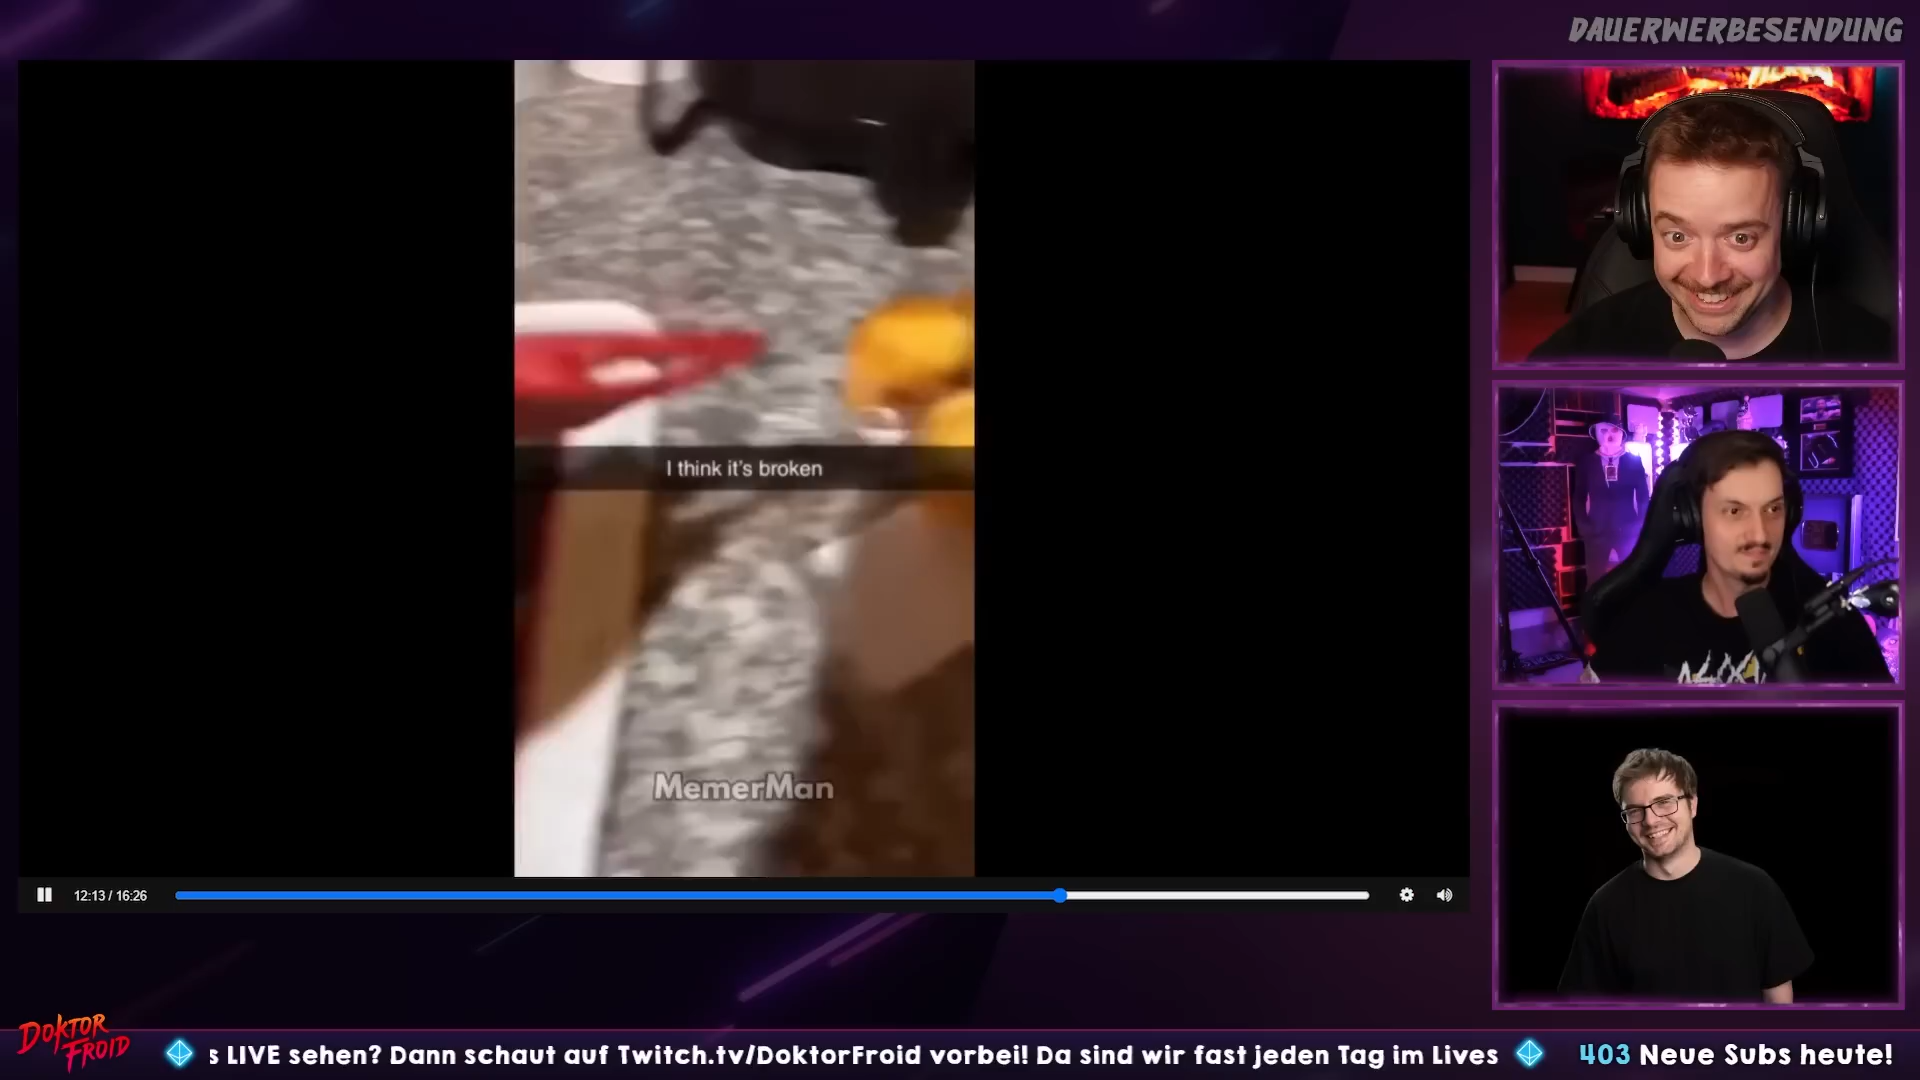 DAUERWERBESENDUNG
I think it's broken
MemerMan
12:13 / 16:26
DOKTOR
FROID
s LIVE sehen? Dann schaut auf Twitch.tv/DoktorFroid vorbei! Da sind wir fast jeden Tag im Lives
403 Neue Subs heute!